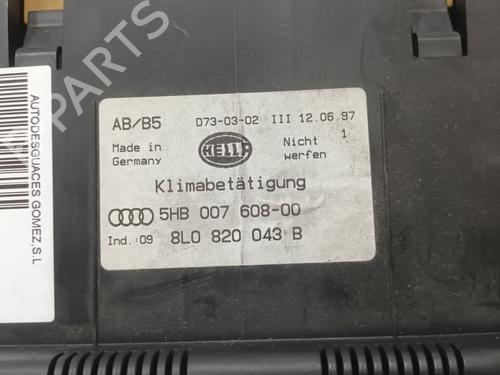 AB/B5 D73-03-02 III 12.06.97
Made in Germany
HELLA
Nicht werfen
1
Klimabetätigung
5HB 007 608-00
Ind.:09 8L0 820 043 B
AUTODESGUACES GOMEZ,S.L
B-PARTS